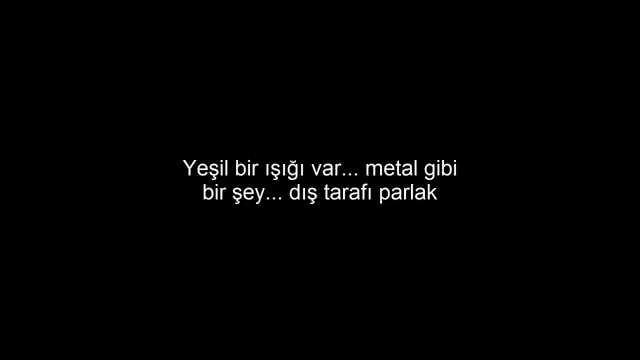 Yeşil bir ışığı var... metal gibi
bir şey... dış tarafı parlak